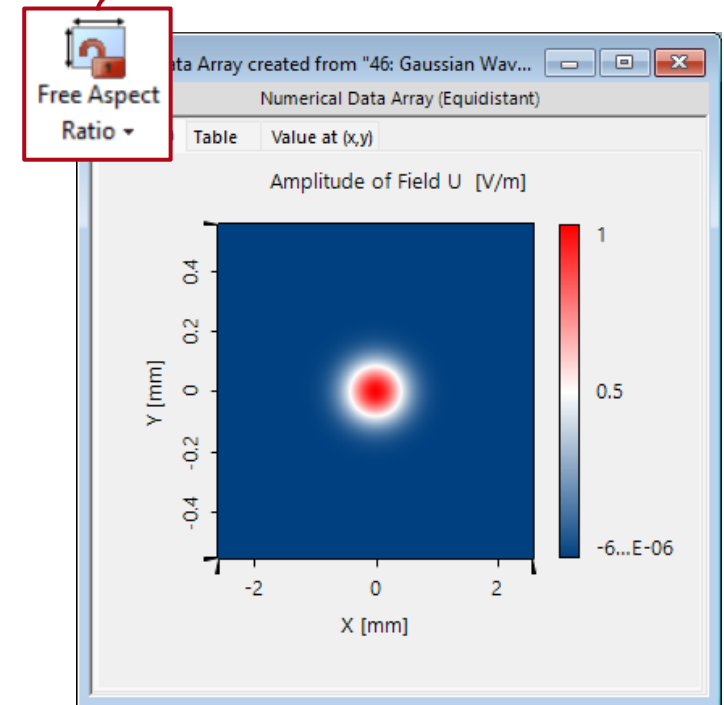 Free Aspect
Ratio
ta Array created from "46: Gaussian Wav...
Numerical Data Array (Equidistant)
Table Value at (x,y)
Amplitude of Field U [V/m]
1
0.5
-6...E-06
Y [mm]
0.4
0.2
0
-0.2
-0.4
-2 0 2
X [mm]